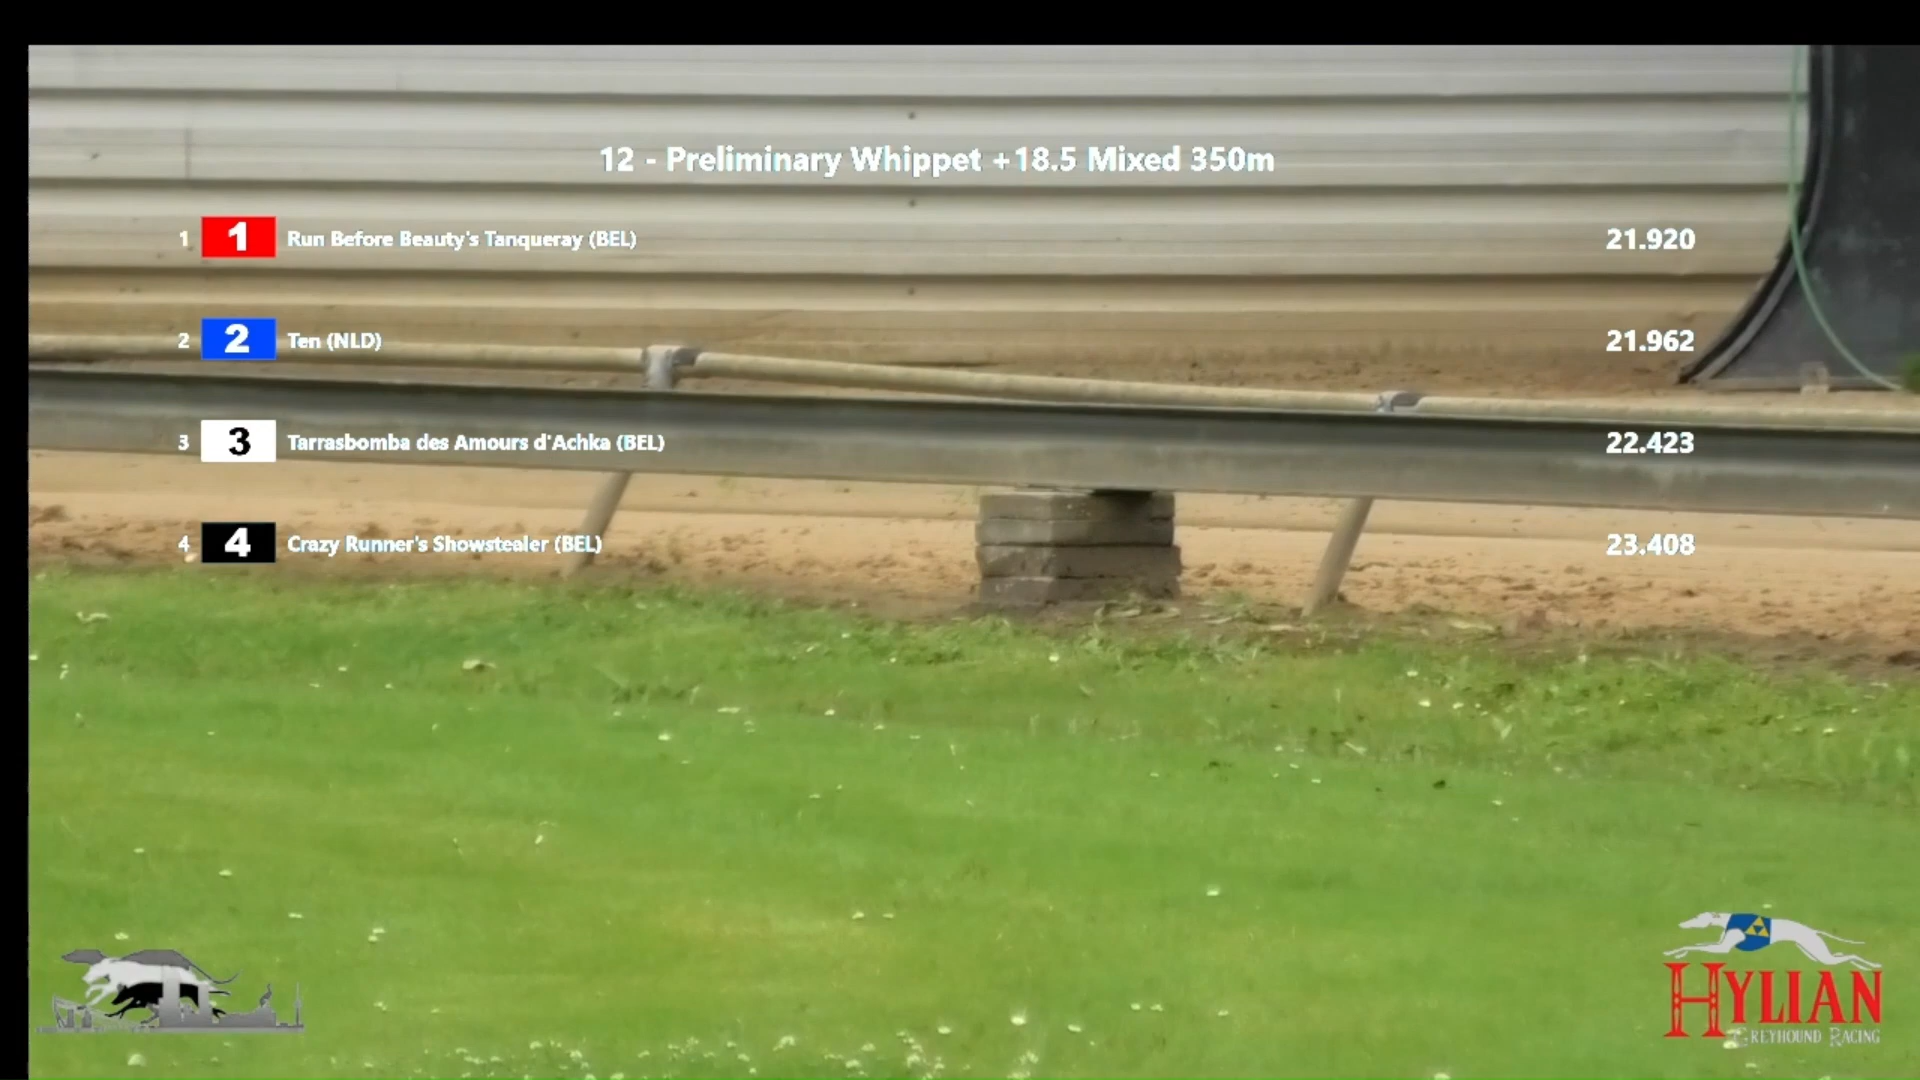 12 - Preliminary Whippet +18.5 Mixed 350m
1 1 Run Before Beauty's Tanqueray (BEL) 21.920
2 2 Ten (NLD) 21.962
3 3 Tarrasbomba des Amours d'Achka (BEL) 22.423
4 4 Crazy Runner's Showstealer (BEL) 23.408
HYLIAN
GREYHOUND RACING